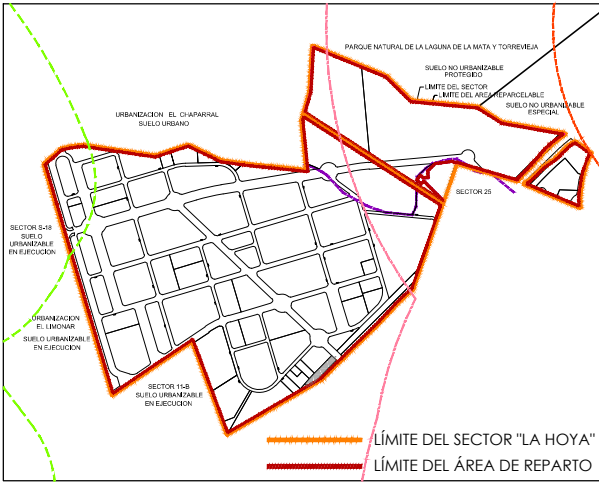 PARQUE NATURAL DE LA LAGUNA DE LA MATA Y TORREVIEJA
SUELO NO URBANIZABLE
PROTEGIDO
LIMITE DEL SECTOR
LIMITE DEL AREA REPARCELABLE
SUELO NO URBANIZABLE
ESPECIAL
URBANIZACION EL CHAPARRAL
SUELO URBANO
SECTOR 25
SECTOR S-18
SUELO
URBANIZABLE
EN EJECUCION
URBANIZACION
EL LIMONAR
SUELO URBANIZABLE
EN EJECUCION
SECTOR 11-B
SUELO URBANIZABLE
EN EJECUCION
LÍMITE DEL SECTOR "LA HOYA"
LÍMITE DEL ÁREA DE REPARTO